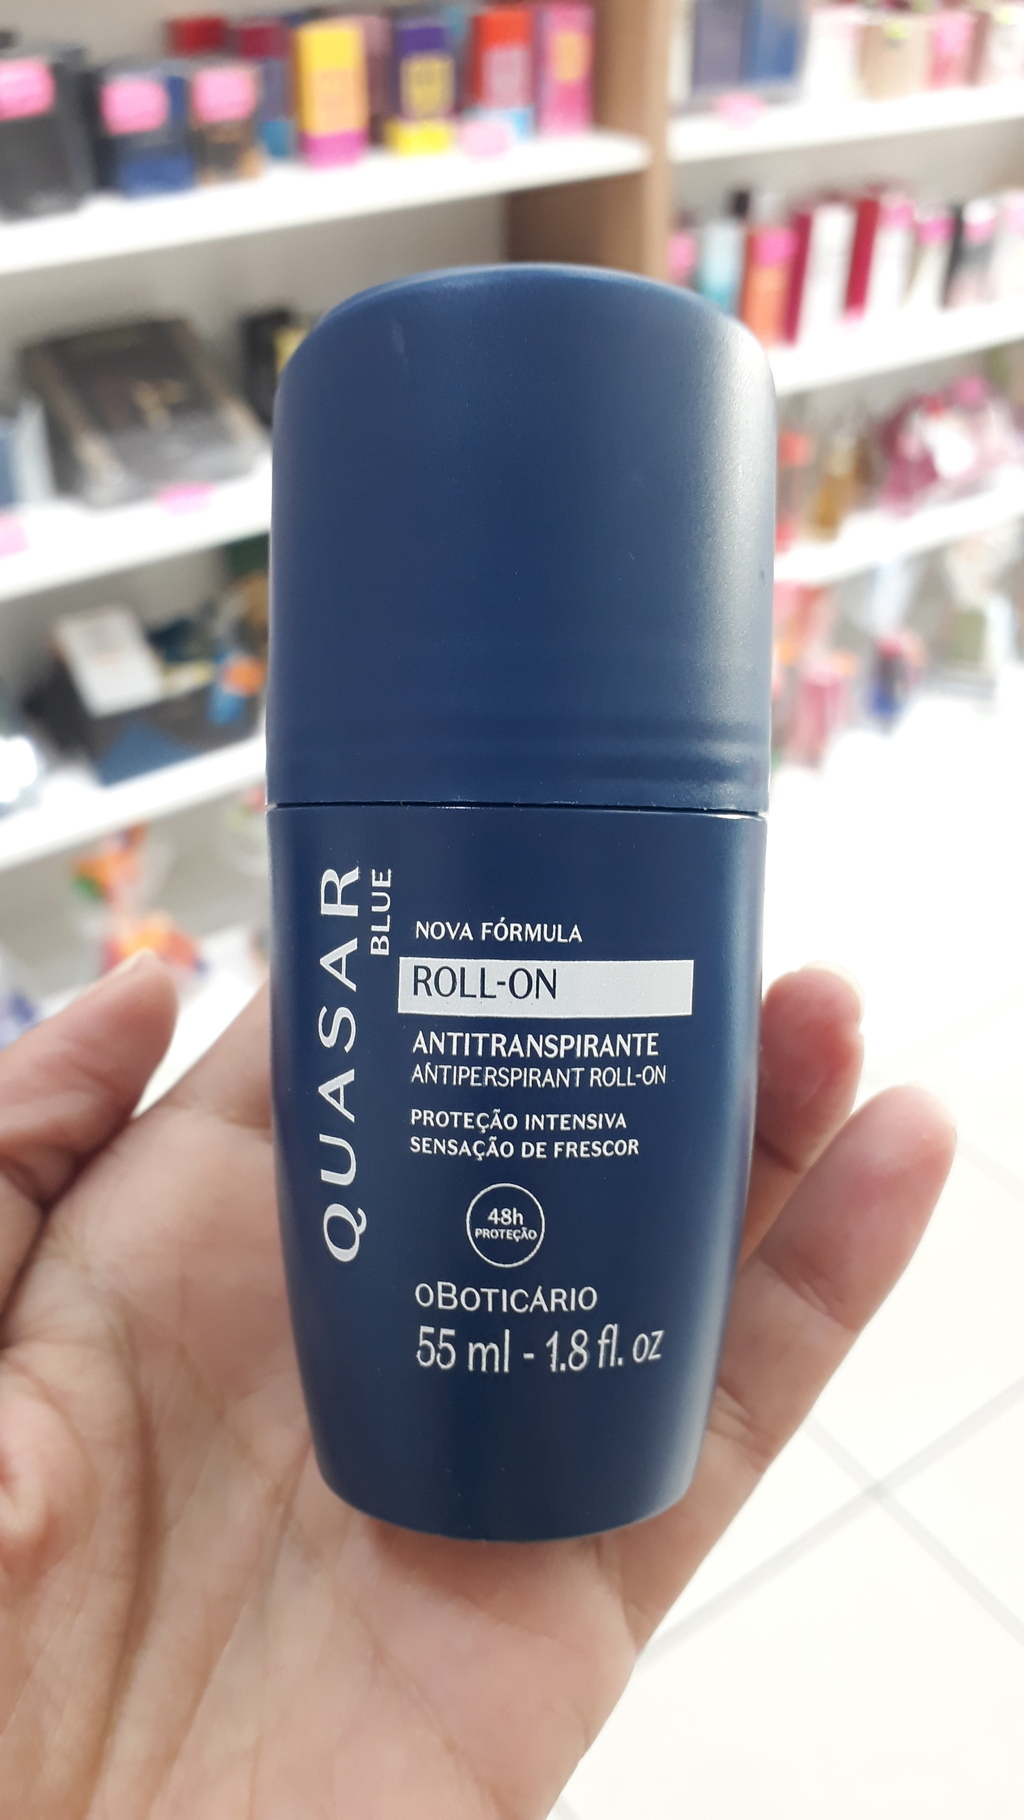 QUASAR
BLUE
NOVA FÓRMULA
ROLL-ON
ANTITRANSPIRANTE
ANTIPERSPIRANT ROLL-ON
PROTEÇÃO INTENSIVA
SENSAÇÃO DE FRESCOR
48h
PROTEÇÃO
oBOTICÁRIO
55 ml - 1.8 fl. oz